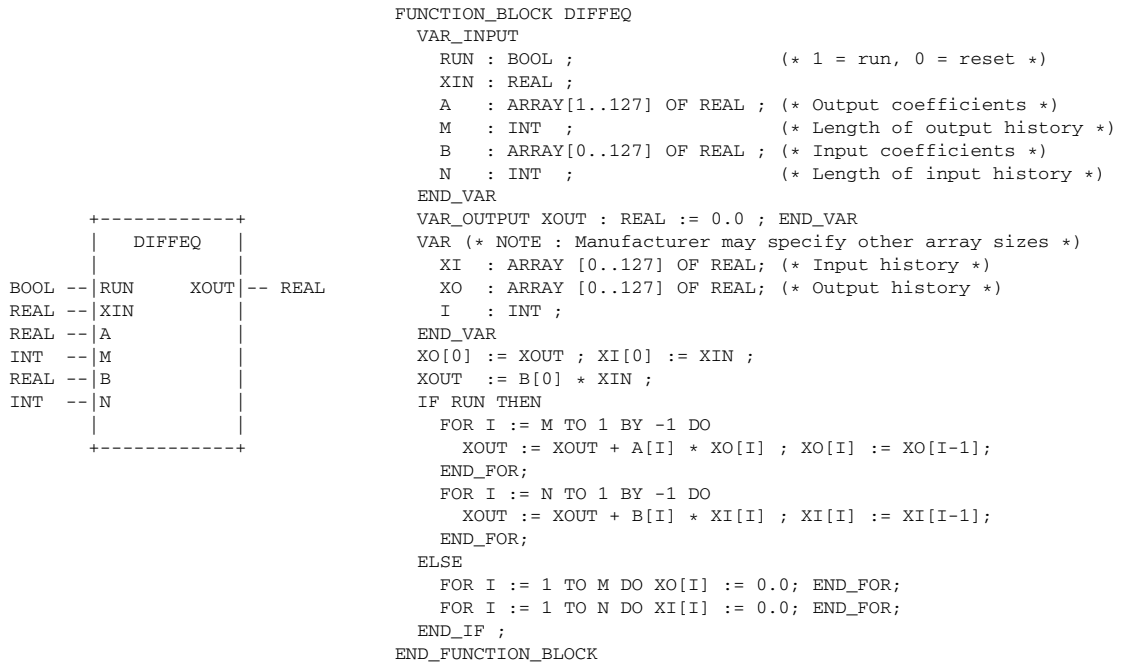 FUNCTION_BLOCK DIFFEQ
VAR_INPUT
RUN : BOOL ; (* 1 = run, 0 = reset *)
XIN : REAL ;
A : ARRAY[1..127] OF REAL ; (* Output coefficients *)
M : INT ; (* Length of output history *)
B : ARRAY[0..127] OF REAL ; (* Input coefficients *)
N : INT ; (* Length of input history *)
END_VAR
VAR_OUTPUT XOUT : REAL := 0.0 ; END_VAR
VAR (* NOTE : Manufacturer may specify other array sizes *)
XI : ARRAY [0..127] OF REAL; (* Input history *)
XO : ARRAY [0..127] OF REAL; (* Output history *)
I : INT ;
END_VAR
XO[0] := XOUT ; XI[0] := XIN ;
XOUT := B[0] * XIN ;
IF RUN THEN
FOR I := M TO 1 BY -1 DO
XOUT := XOUT + A[I] * XO[I] ; XO[I] := XO[I-1];
END_FOR;
FOR I := N TO 1 BY -1 DO
XOUT := XOUT + B[I] * XI[I] ; XI[I] := XI[I-1];
END_FOR;
ELSE
FOR I := 1 TO M DO XO[I] := 0.0; END_FOR;
FOR I := 1 TO N DO XI[I] := 0.0; END_FOR;
END_IF ;
END_FUNCTION_BLOCK
+------------+
| DIFFEQ |
| |
BOOL --|RUN XOUT|-- REAL
REAL --|XIN |
REAL --|A |
INT --|M |
REAL --|B |
INT --|N |
| |
+------------+